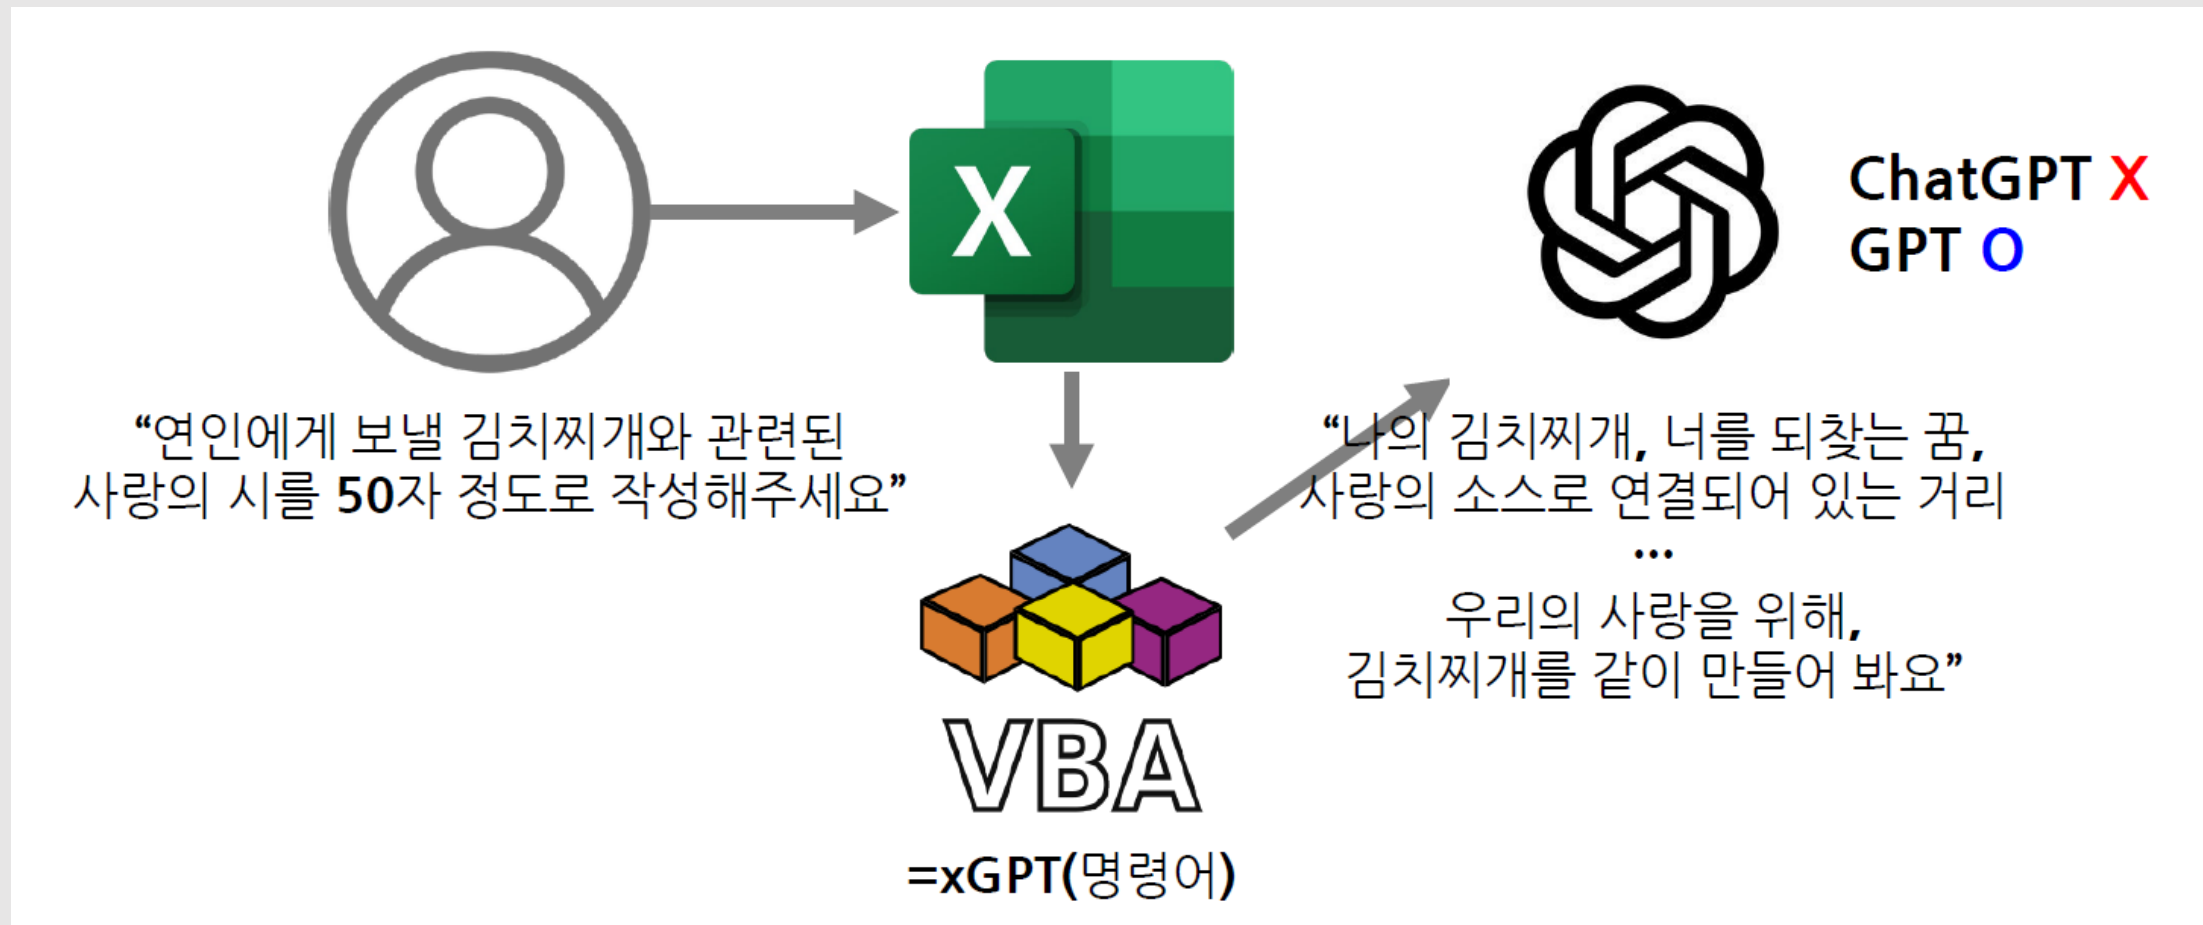 X
ChatGPT X
GPT O
“연인에게 보낼 김치찌개와 관련된
사랑의 시를 50자 정도로 작성해주세요”
“나의 김치찌개, 너를 되찾는 꿈,
사랑의 소스로 연결되어 있는 거리
...
우리의 사랑을 위해,
김치찌개를 같이 만들어 봐요”
VBA
=xGPT(명령어)